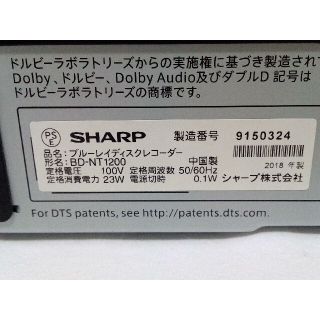 ドルビーラボラトリーズからの実施権に基づき製造され
Dolby、ドルビー、Dolby Audio及びダブルD 記号は
ドルビーラボラトリーズの商標です。
PS
E
SHARP 製造番号 9150324
品名：ブルーレイディスクレコーダー
形名：BD-NT1200 中国製 2018 年製
定格電圧 100V 定格周波数 50/60Hz
定格消費電力 23W 電源切時 0.1W シャープ株式会社
For DTS patents, see http://patents.dts.com.